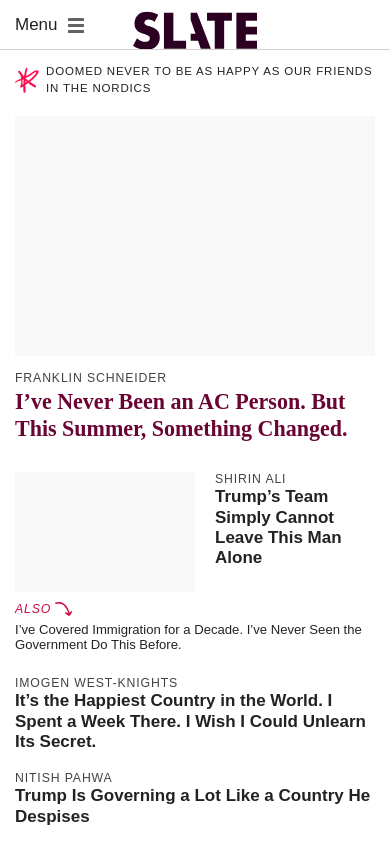 Menu
SLATE
DOOMED NEVER TO BE AS HAPPY AS OUR FRIENDS
IN THE NORDICS
FRANKLIN SCHNEIDER
I’ve Never Been an AC Person. But
This Summer, Something Changed.
SHIRIN ALI
Trump’s Team
Simply Cannot
Leave This Man
Alone
ALSO
I’ve Covered Immigration for a Decade. I’ve Never Seen the
Government Do This Before.
IMOGEN WEST-KNIGHTS
It’s the Happiest Country in the World. I
Spent a Week There. I Wish I Could Unlearn
Its Secret.
NITISH PAHWA
Trump Is Governing a Lot Like a Country He
Despises